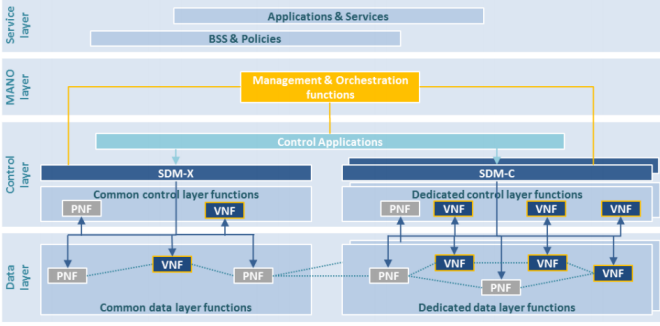 Service
layer
Applications & Services
BSS & Policies
MANO
layer
Management & Orchestration
functions
Control
layer
Control Applications
SDM-X
SDM-C
Common control layer functions
Dedicated control layer functions
PNF
VNF
PNF
VNF
VNF
VNF
Data
layer
PNF
VNF
PNF
PNF
VNF
PNF
VNF
VNF
Common data layer functions
Dedicated data layer functions